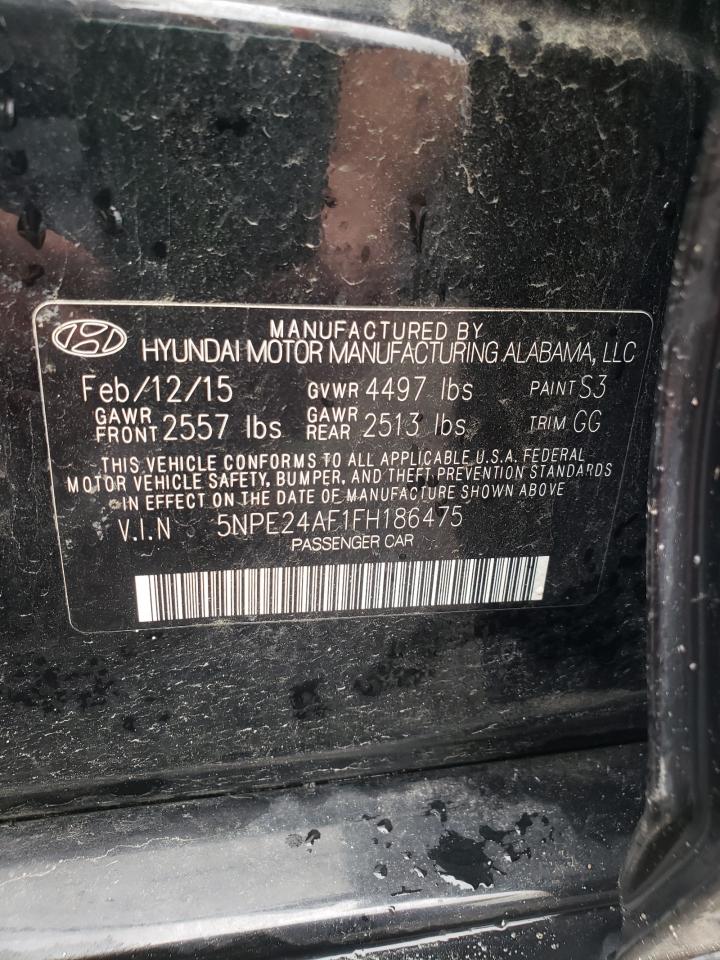 MANUFACTURED BY
HYUNDAI MOTOR MANUFACTURING ALABAMA, LLC
Feb/12/15 GVWR 4497 lbs PAINT S3
GAWR FRONT 2557 lbs GAWR REAR 2513 lbs TRIM GG
THIS VEHICLE CONFORMS TO ALL APPLICABLE U.S.A. FEDERAL
MOTOR VEHICLE SAFETY, BUMPER, AND THEFT PREVENTION STANDARDS
IN EFFECT ON THE DATE OF MANUFACTURE SHOWN ABOVE
V.I.N 5NPE24AF1FH186475
PASSENGER CAR